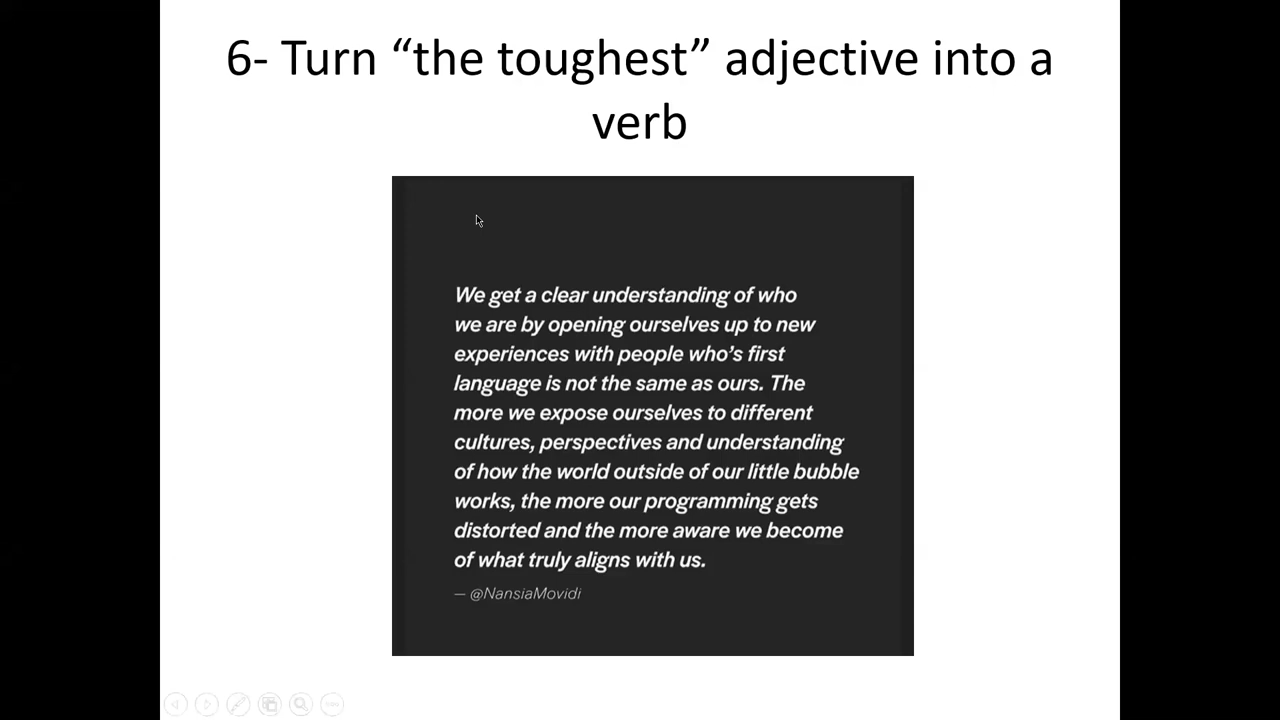 6- Turn “the toughest” adjective into a
verb
We get a clear understanding of who
we are by opening ourselves up to new
experiences with people who’s first
language is not the same as ours. The
more we expose ourselves to different
cultures, perspectives and understanding
of how the world outside of our little bubble
works, the more our programming gets
distorted and the more aware we become
of what truly aligns with us.
— @NansiaMovidi